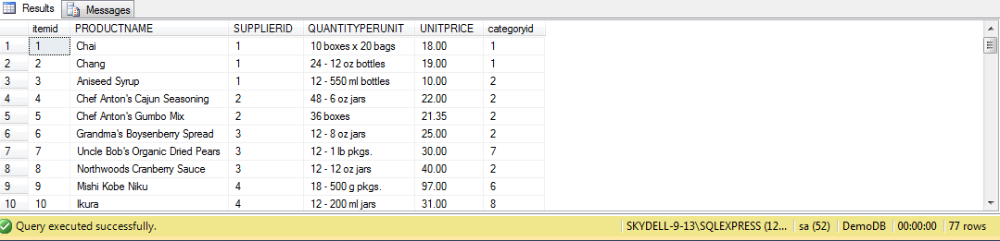 Results Messages
itemid PRODUCTNAME SUPPLIERID QUANTITYPERUNIT UNITPRICE categoryid
1 1 Chai 1 10 boxes x 20 bags 18.00 1
2 2 Chang 1 24 - 12 oz bottles 19.00 1
3 3 Aniseed Syrup 1 12 - 550 ml bottles 10.00 2
4 4 Chef Anton's Cajun Seasoning 2 48 - 6 oz jars 22.00 2
5 5 Chef Anton's Gumbo Mix 2 36 boxes 21.35 2
6 6 Grandma's Boysenberry Spread 3 12 - 8 oz jars 25.00 2
7 7 Uncle Bob's Organic Dried Pears 3 12 - 1 lb pkgs. 30.00 7
8 8 Northwoods Cranberry Sauce 3 12 - 12 oz jars 40.00 2
9 9 Mishi Kobe Niku 4 18 - 500 g pkgs. 97.00 6
10 10 Ikura 4 12 - 200 ml jars 31.00 8
Query executed successfully. SKYDELL-9-13\SQLEXPRESS (12... sa (52) DemoDB 00:00:00 77 rows